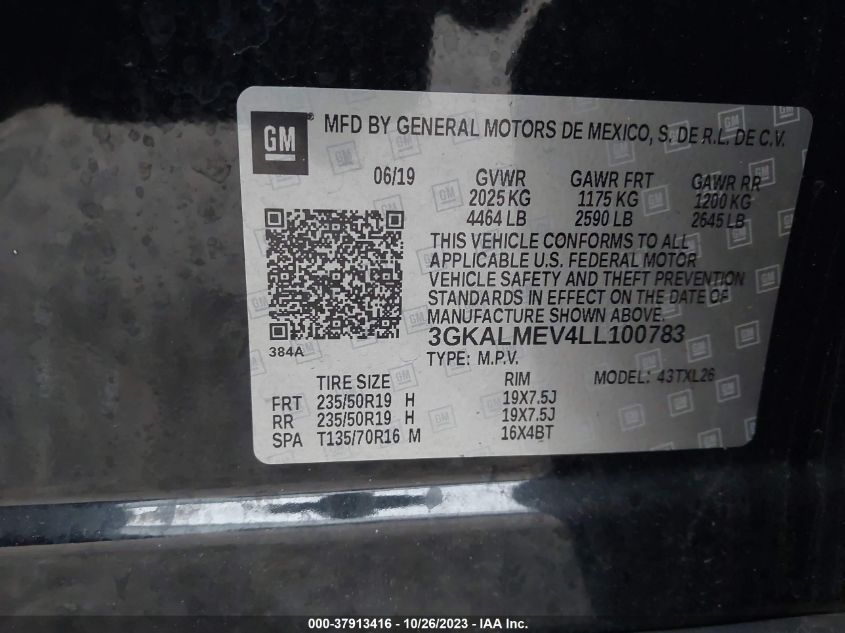 GM
MFD BY GENERAL MOTORS DE MEXICO, S. DE R.L. DE C.V.
06/19 GVWR GAWR FRT GAWR RR
2025 KG 1175 KG 1200 KG
4464 LB 2590 LB 2645 LB
THIS VEHICLE CONFORMS TO ALL
APPLICABLE U.S. FEDERAL MOTOR
VEHICLE SAFETY AND THEFT PREVENTION
STANDARDS IN EFFECT ON THE DATE OF
MANUFACTURE SHOWN ABOVE.
384A 3GKALMEV4LL100783
TYPE: M.P.V. MODEL: 43TXL26
TIRE SIZE RIM
FRT 235/50R19 H 19X7.5J
RR 235/50R19 H 19X7.5J
SPA T135/70R16 M 16X4BT
000-37913416 - 10/26/2023 - IAA Inc.